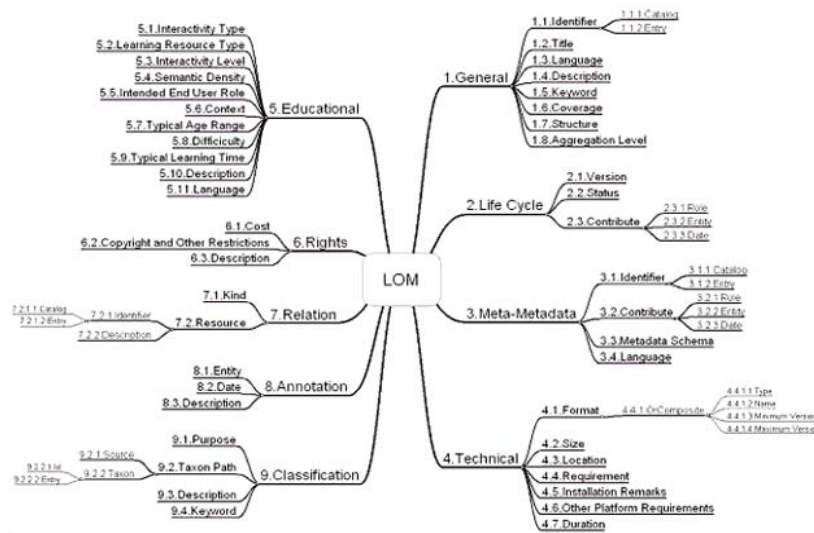 LOM
1.General
1.1.Identifier
1.1.1 Catalog
1.1.2 Entry
1.2.Title
1.3.Language
1.4.Description
1.5.Keyword
1.6.Coverage
1.7.Structure
1.8.Aggregation Level
2.Life Cycle
2.1.Version
2.2.Status
2.3.Contribute
2.3.1 Role
2.3.2 Entity
2.3.3 Date
3.Meta-Metadata
3.1.Identifier
3.1.1 Catalog
3.1.2 Entry
3.2.Contribute
3.2.1 Role
3.2.2 Entity
3.2.3 Date
3.3.Metadata Schema
3.4.Language
4.Technical
4.1.Format
4.4.1.OrComposite
4.4.1.1 Type
4.4.1.2 Name
4.4.1.3 Minimum Version
4.4.1.4 Maximum Version
4.2.Size
4.3.Location
4.4.Requirement
4.5.Installation Remarks
4.6.Other Platform Requirements
4.7.Duration
5.Educational
5.1.Interactivity Type
5.2.Learning Resource Type
5.3.Interactivity Level
5.4.Semantic Density
5.5.Intended End User Role
5.6.Context
5.7.Typical Age Range
5.8.Difficiculty
5.9.Typical Learning Time
5.10.Description
5.11.Language
6.Rights
6.1.Cost
6.2.Copyright and Other Restrictions
6.3.Description
7.Relation
7.1.Kind
7.2.Resource
7.2.1.Identifier
7.2.1.1 Catalog
7.2.1.2 Entry
7.2.2 Description
8.Annotation
8.1.Entity
8.2.Date
8.3.Description
9.Classification
9.1.Purpose
9.2.Taxon Path
9.2.1.Source
9.2.2.Taxon
9.2.2.1
9.2.2.2 Entry
9.3.Description
9.4.Keyword